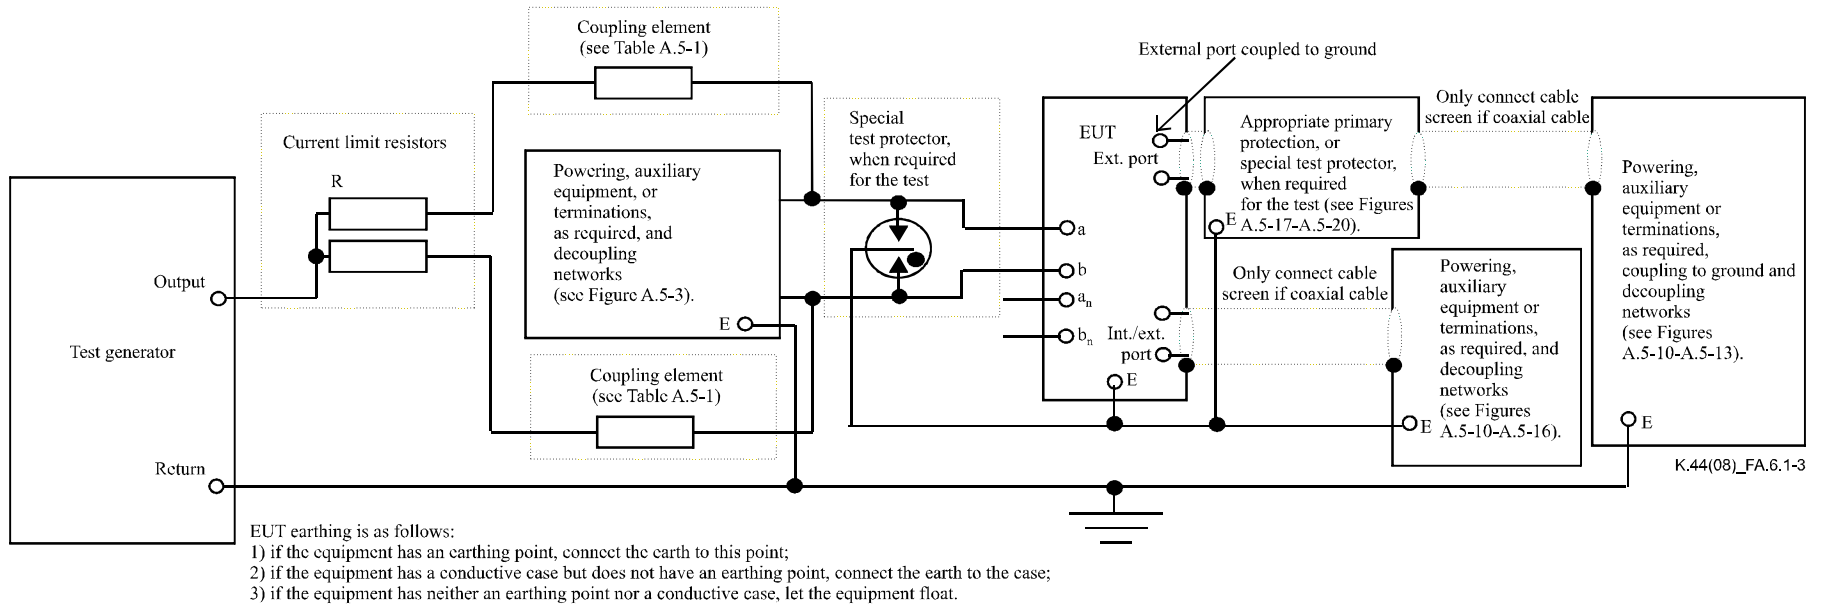 Coupling element
(see Table A.5-1)
External port coupled to ground
Current limit resistors
R
Special
test protector,
when required
for the test
Powering, auxiliary
equipment, or
terminations,
as required, and
decoupling
networks
(see Figure A.5-3).
E
EUT
Ext. port
a
b
an
bn
Int./ext.
port
E
Appropriate primary
protection, or
special test protector,
when required
for the test (see Figures
A.5-17-A.5-20).
E
Only connect cable
screen if coaxial cable
Powering,
auxiliary
equipment or
terminations,
as required,
coupling to ground and
decoupling
networks
(see Figures
A.5-10-A.5-13).
E
Only connect cable
screen if coaxial cable
Powering,
auxiliary
equipment or
terminations,
as required, and
decoupling
networks
(see Figures
A.5-10-A.5-16).
E
Output
Test generator
Return
Coupling element
(see Table A.5-1)
K.44(08)_FA.6.1-3
EUT earthing is as follows:
1) if the equipment has an earthing point, connect the earth to this point;
2) if the equipment has a conductive case but does not have an earthing point, connect the earth to the case;
3) if the equipment has neither an earthing point nor a conductive case, let the equipment float.